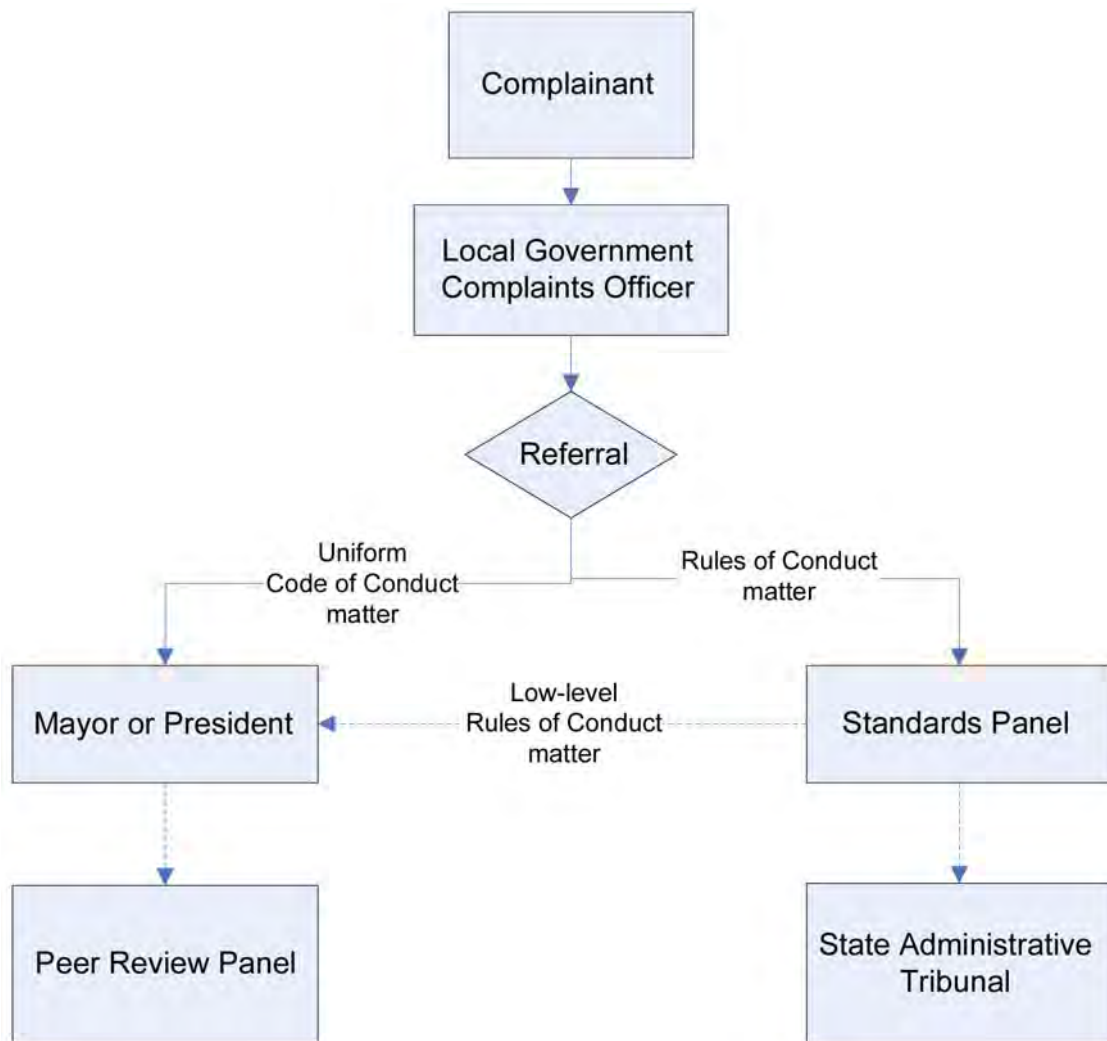 Complainant
Local Government
Complaints Officer
Referral
Uniform
Code of Conduct
matter
Rules of Conduct
matter
Mayor or President
Low-level
Rules of Conduct
matter
Standards Panel
Peer Review Panel
State Administrative
Tribunal